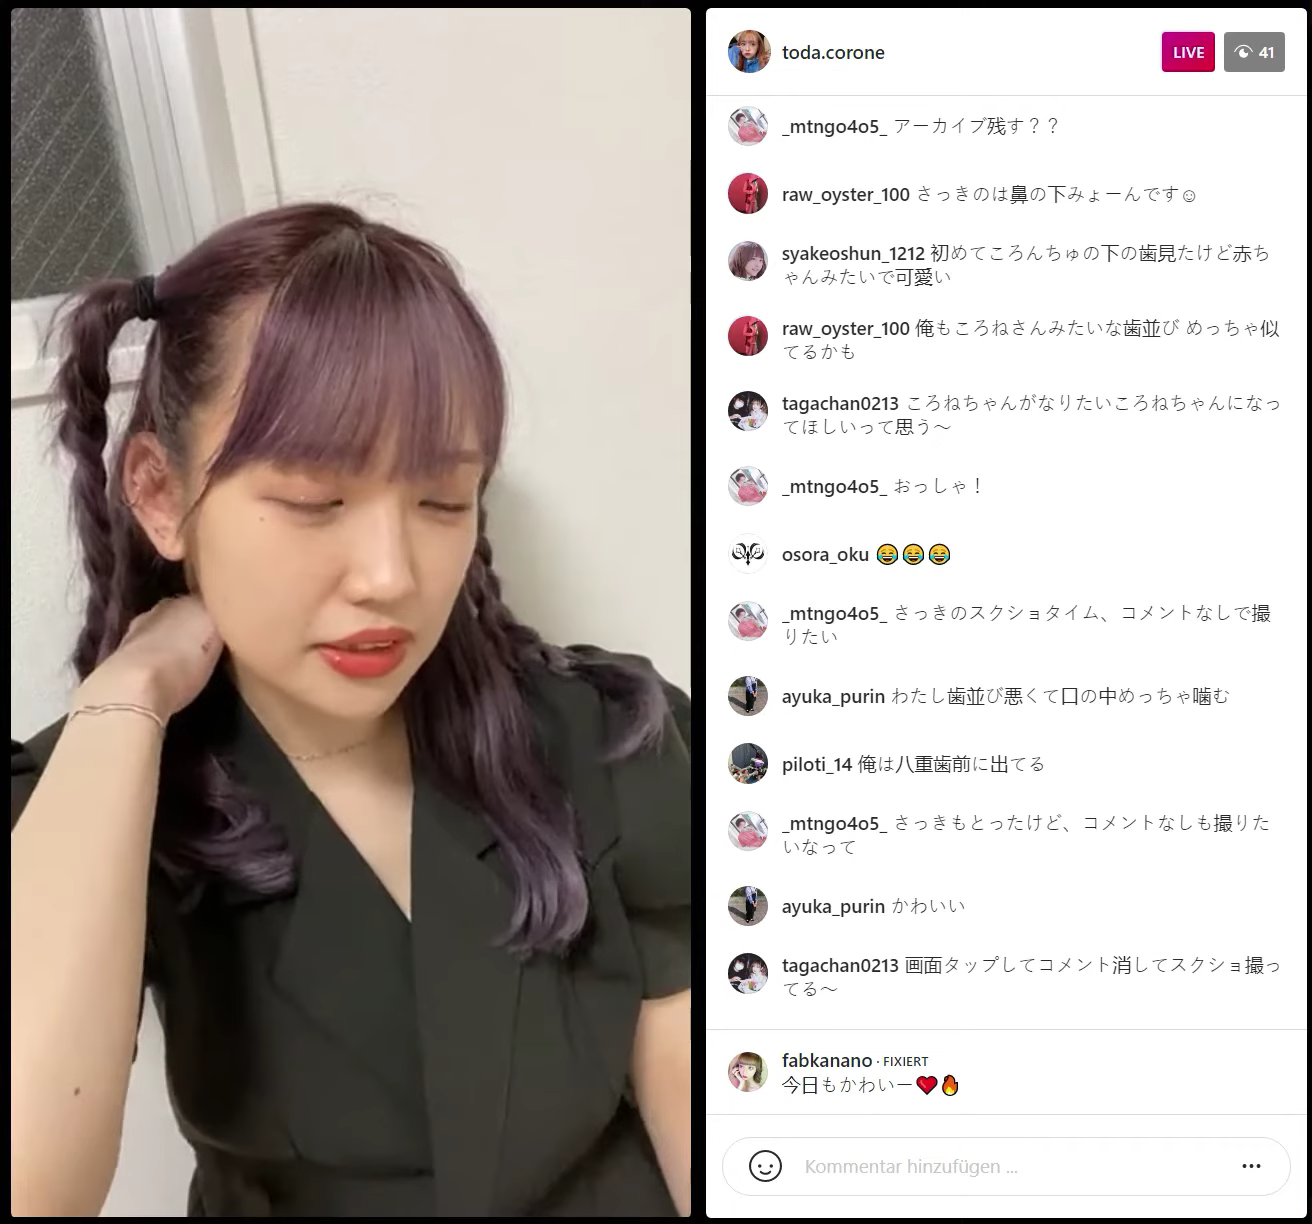 toda.corone
LIVE
41
_mtngo4o5_ アーカイブ残す？？
raw_oyster_100 さっきのは鼻の下みょーんです☺
syakeoshun_1212 初めてころんちゅの下の歯見たけど赤ち
ゃんみたいで可愛い
raw_oyster_100 俺もころねさんみたいな歯並び めっちゃ似
てるかも
tagachan0213 ころねちゃんがなりたいころねちゃんになっ
てほしいって思う〜
_mtngo4o5_ おっしゃ！
osora_oku 😂😂😂
_mtngo4o5_ さっきのスクショタイム、コメントなしで撮
りたい
ayuka_purin わたし歯並び悪くて口の中めっちゃ噛む
piloti_14 俺は八重歯前に出てる
_mtngo4o5_ さっきもとったけど、コメントなしも撮りた
いなって
ayuka_purin かわいい
tagachan0213 画面タップしてコメント消してスクショ撮っ
てる〜
fabkanano · FIXIERT
今日もかわいー❤🔥
Kommentar hinzufügen ...